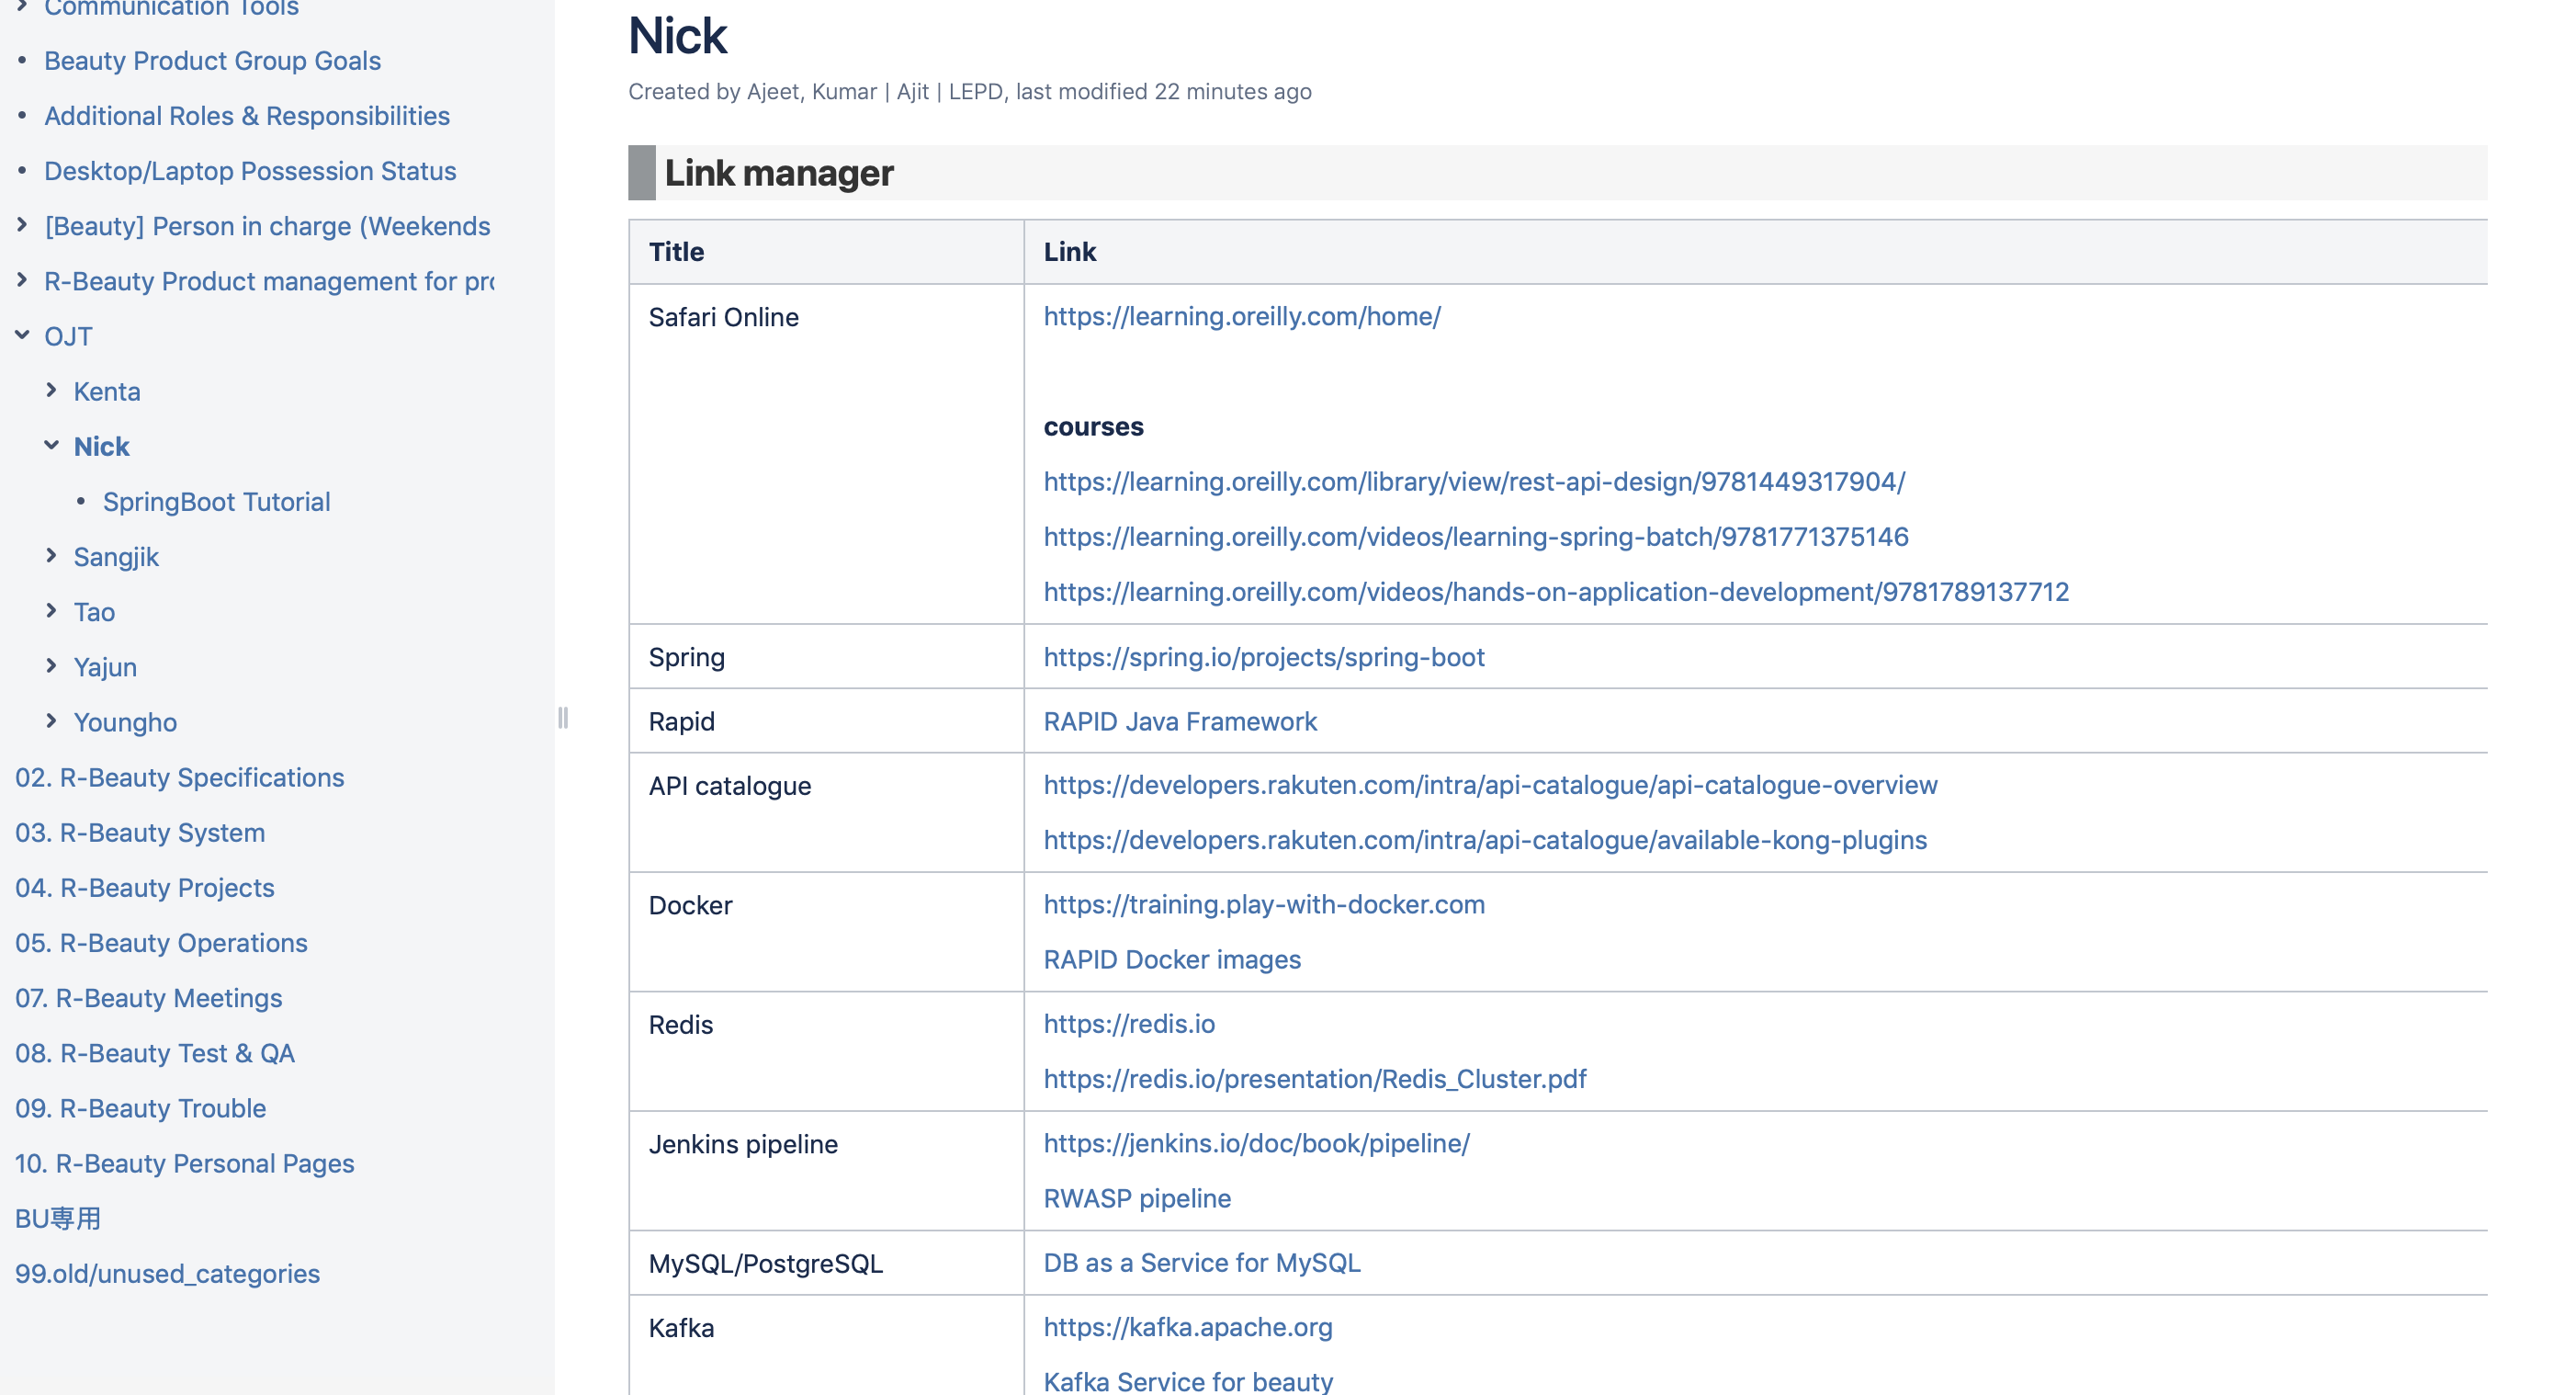 Communication Tools
Beauty Product Group Goals
Additional Roles & Responsibilities
Desktop/Laptop Possession Status
[Beauty] Person in charge (Weekends
R-Beauty Product management for
OJT
Kenta
Nick
SpringBoot Tutorial
Sangjik
Tao
Yajun
Youngho
02. R-Beauty Specifications
03. R-Beauty System
04. R-Beauty Projects
05. R-Beauty Operations
07. R-Beauty Meetings
08. R-Beauty Test & QA
09. R-Beauty Trouble
10. R-Beauty Personal Pages
BU専用
99.old/unused_categories
Nick
Created by Ajeet, Kumar | Ajit | LEPD, last modified 22 minutes ago
Link manager
Title Link
Safari Online https://learning.oreilly.com/home/
courses
https://learning.oreilly.com/library/view/rest-api-design/9781449317904/
https://learning.oreilly.com/videos/learning-spring-batch/9781771375146
https://learning.oreilly.com/videos/hands-on-application-development/9781789137712
Spring https://spring.io/projects/spring-boot
Rapid RAPID Java Framework
API catalogue https://developers.rakuten.com/intra/api-catalogue/api-catalogue-overview
https://developers.rakuten.com/intra/api-catalogue/available-kong-plugins
Docker https://training.play-with-docker.com
RAPID Docker images
Redis https://redis.io
https://redis.io/presentation/Redis_Cluster.pdf
Jenkins pipeline https://jenkins.io/doc/book/pipeline/
RWASP pipeline
MySQL/PostgreSQL DB as a Service for MySQL
Kafka https://kafka.apache.org
Kafka Service for beauty